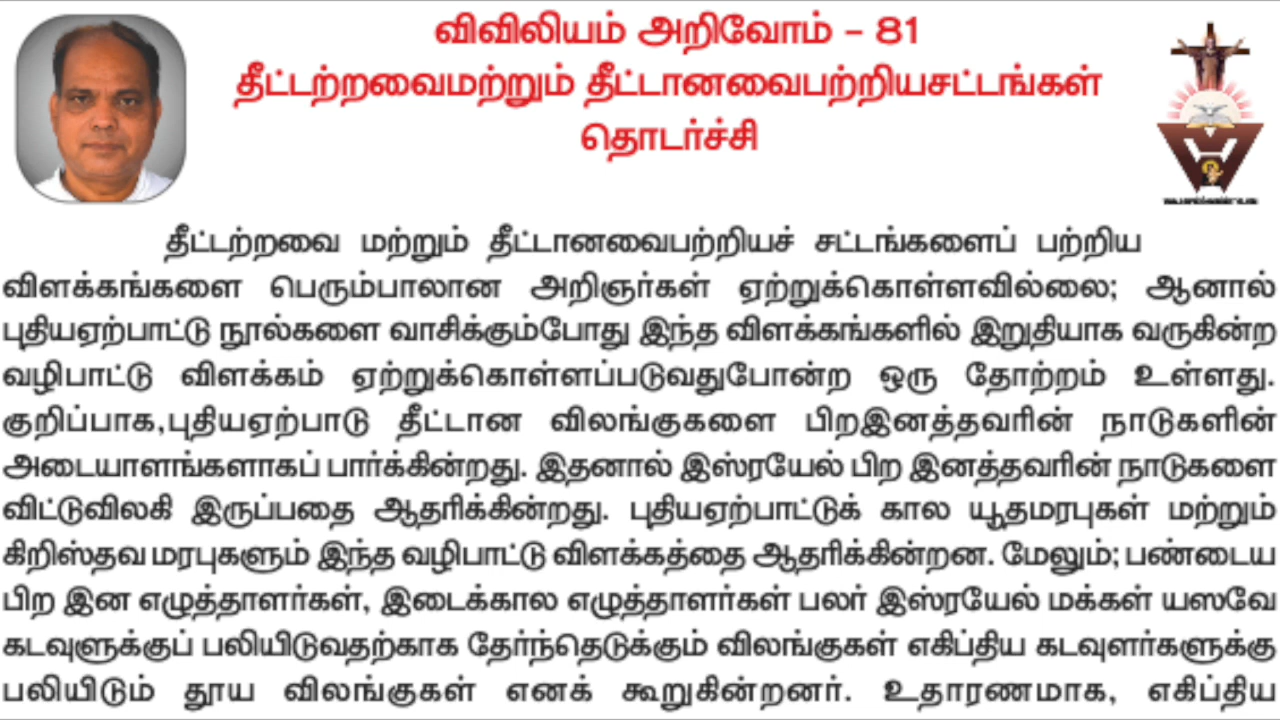 விவிலியம் அறிவோம் – 81
தீட்டற்றவைமற்றும் தீட்டானவைபற்றியசட்டங்கள்
தொடர்ச்சி
தீட்டற்றவை மற்றும் தீட்டானவைபற்றியச் சட்டங்களைப் பற்றிய
விளக்கங்களை பெரும்பாலான அறிஞர்கள் ஏற்றுக்கொள்ளவில்லை; ஆனால்
புதியஏற்பாட்டு நூல்களை வாசிக்கும்போது இந்த விளக்கங்களில் இறுதியாக வருகின்ற
வழிபாட்டு விளக்கம் ஏற்றுக்கொள்ளப்படுவதுபோன்ற ஒரு தோற்றம் உள்ளது.
குறிப்பாக,புதியஏற்பாடு தீட்டான விலங்குகளை பிறஇனத்தவரின் நாடுகளின்
அடையாளங்களாகப் பார்க்கின்றது. இதனால் இஸ்ரயேல் பிற இனத்தவரின் நாடுகளை
விட்டுவிலகி இருப்பதை ஆதரிக்கின்றது. புதியஏற்பாட்டுக் கால யூதமரபுகள் மற்றும்
கிறிஸ்தவ மரபுகளும் இந்த வழிபாட்டு விளக்கத்தை ஆதரிக்கின்றன. மேலும்; பண்டைய
பிற இன எழுத்தாளர்கள், இடைக்கால எழுத்தாளர்கள் பலர் இஸ்ரயேல் மக்கள் யஸவே
கடவுளுக்குப் பலியிடுவதற்காக தேர்ந்தெடுக்கும் விலங்குகள் எகிப்திய கடவுளர்களுக்கு
பலியிடும் தூய விலங்குகள் எனக் கூறுகின்றனர். உதாரணமாக, எகிப்திய